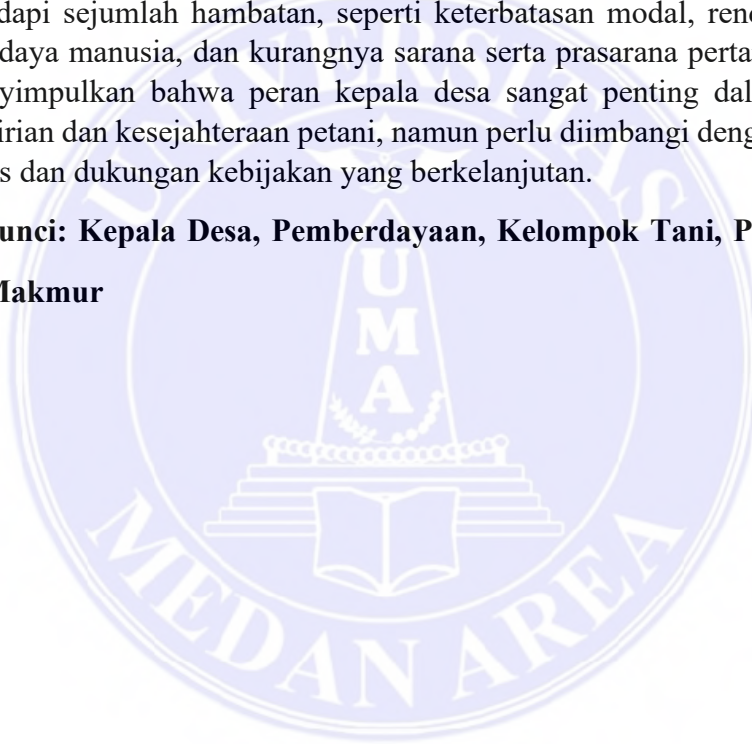 dapi sejumlah hambatan, seperti keterbatasan modal, rend
daya manusia, dan kurangnya sarana serta prasarana perta
yimpulkan bahwa peran kepala desa sangat penting dal
irian dan kesejahteraan petani, namun perlu diimbangi deng
s dan dukungan kebijakan yang berkelanjutan.
unci: Kepala Desa, Pemberdayaan, Kelompok Tani, P
Makmur
UNIVERSITAS
UMA
MEDAN AREA